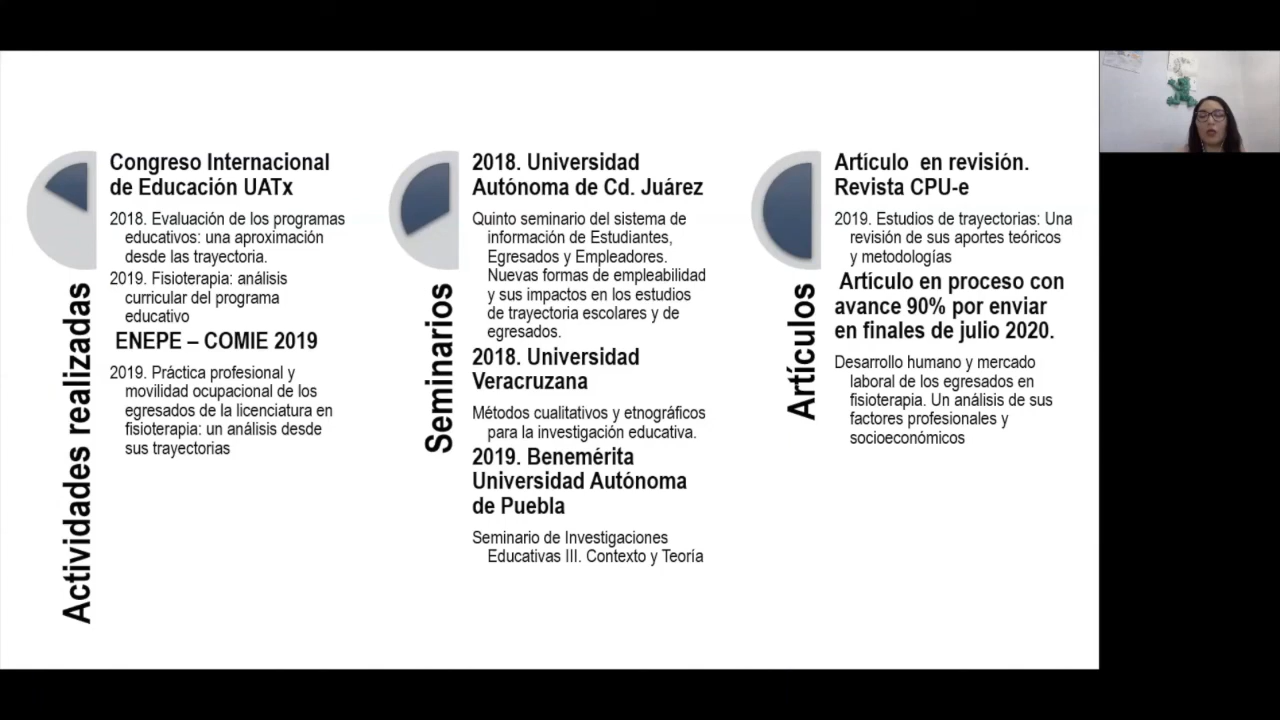 Actividades realizadas
Congreso Internacional
de Educación UATx
2018. Evaluación de los programas
educativos: una aproximación
desde las trayectoria.
2019. Fisioterapia: análisis
curricular del programa
educativo
ENEPE – COMIE 2019
2019. Práctica profesional y
movilidad ocupacional de los
egresados de la licenciatura en
fisioterapia: un análisis desde
sus trayectorias
Seminarios
2018. Universidad
Autónoma de Cd. Juárez
Quinto seminario del sistema de
información de Estudiantes,
Egresados y Empleadores.
Nuevas formas de empleabilidad
y sus impactos en los estudios
de trayectoria escolares y de
egresados.
2018. Universidad
Veracruzana
Métodos cualitativos y etnográficos
para la investigación educativa.
2019. Benemérita
Universidad Autónoma
de Puebla
Seminario de Investigaciones
Educativas III. Contexto y Teoría
Artículos
Artículo en revisión.
Revista CPU-e
2019. Estudios de trayectorias: Una
revisión de sus aportes teóricos
y metodologías
Artículo en proceso con
avance 90% por enviar
en finales de julio 2020.
Desarrollo humano y mercado
laboral de los egresados en
fisioterapia. Un análisis de sus
factores profesionales y
socioeconómicos